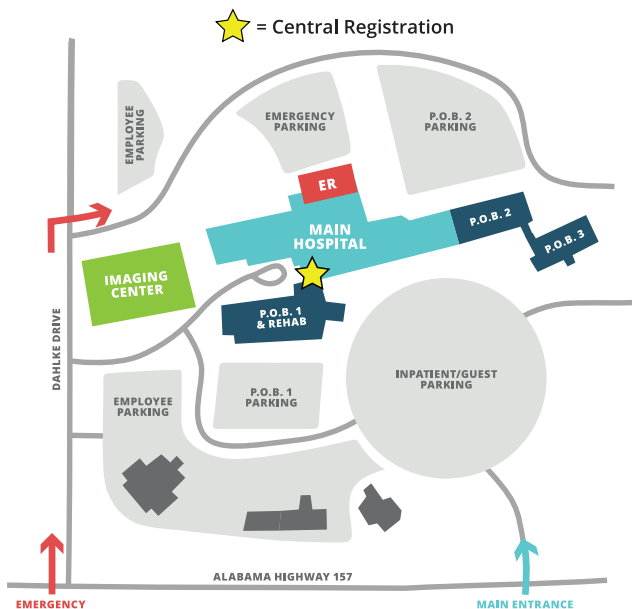 = Central Registration
EMPLOYEE
PARKING
EMERGENCY
PARKING
P.O.B. 2
PARKING
ER
MAIN
HOSPITAL
P.O.B. 2
P.O.B. 3
IMAGING
CENTER
P.O.B. 1
& REHAB
DAHLKE DRIVE
INPATIENT/GUEST
PARKING
EMPLOYEE
PARKING
P.O.B. 1
PARKING
ALABAMA HIGHWAY 157
EMERGENCY
MAIN ENTRANCE